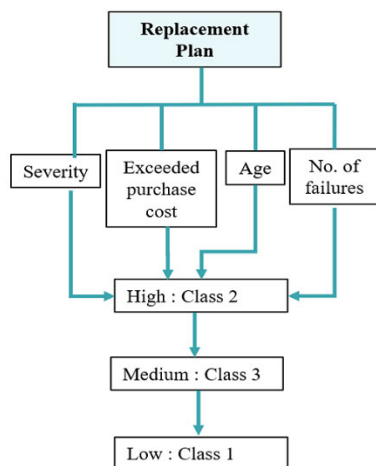 Replacement
Plan
Severity
Exceeded
purchase
cost
Age
No. of
failures
High : Class 2
Medium : Class 3
Low : Class 1